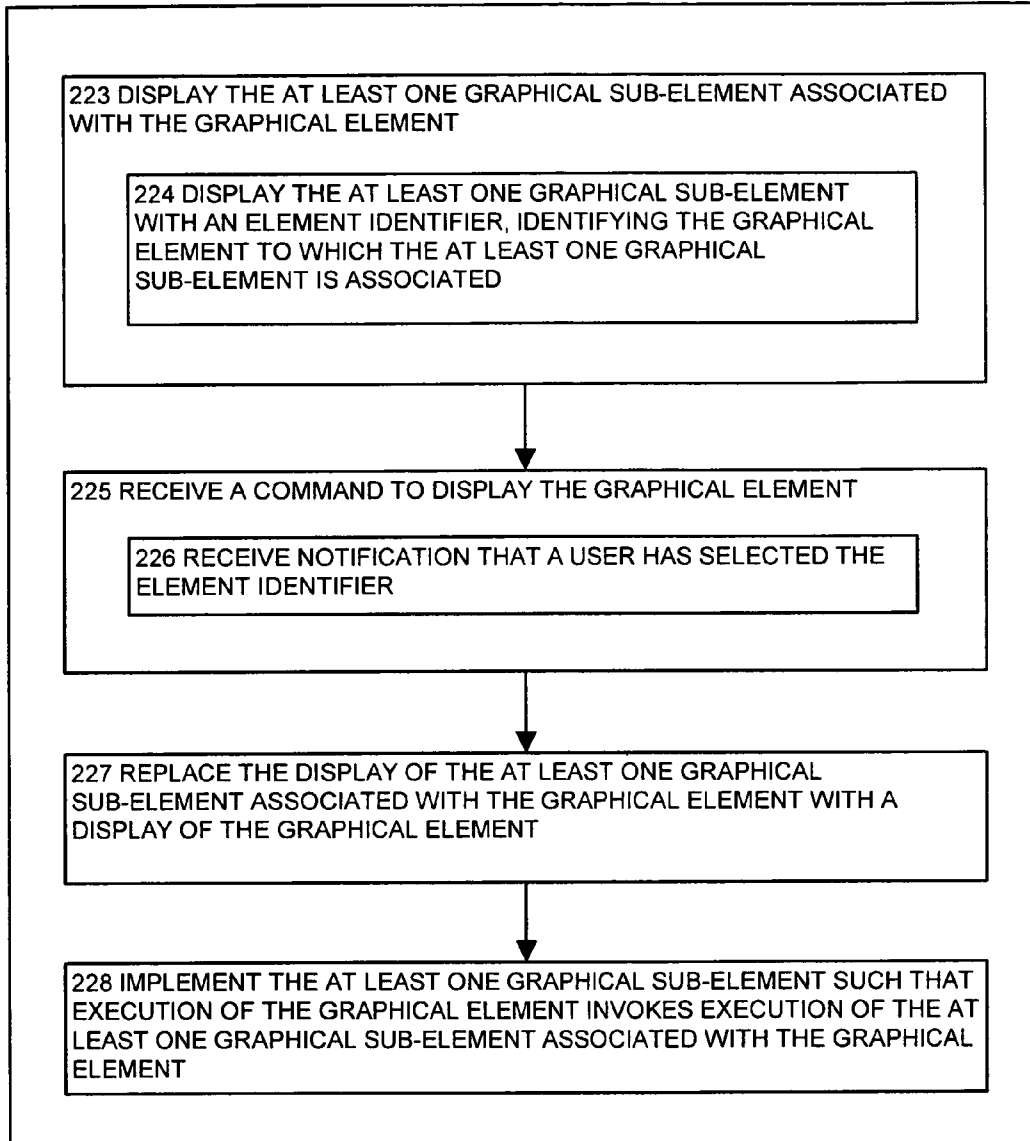 223 DISPLAY THE AT LEAST ONE GRAPHICAL SUB-ELEMENT ASSOCIATED
WITH THE GRAPHICAL ELEMENT
224 DISPLAY THE AT LEAST ONE GRAPHICAL SUB-ELEMENT
WITH AN ELEMENT IDENTIFIER, IDENTIFYING THE GRAPHICAL
ELEMENT TO WHICH THE AT LEAST ONE GRAPHICAL
SUB-ELEMENT IS ASSOCIATED
225 RECEIVE A COMMAND TO DISPLAY THE GRAPHICAL ELEMENT
226 RECEIVE NOTIFICATION THAT A USER HAS SELECTED THE
ELEMENT IDENTIFIER
227 REPLACE THE DISPLAY OF THE AT LEAST ONE GRAPHICAL
SUB-ELEMENT ASSOCIATED WITH THE GRAPHICAL ELEMENT WITH A
DISPLAY OF THE GRAPHICAL ELEMENT
228 IMPLEMENT THE AT LEAST ONE GRAPHICAL SUB-ELEMENT SUCH THAT
EXECUTION OF THE GRAPHICAL ELEMENT INVOKES EXECUTION OF THE AT
LEAST ONE GRAPHICAL SUB-ELEMENT ASSOCIATED WITH THE GRAPHICAL
ELEMENT